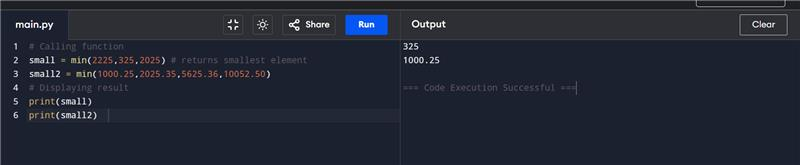 main.py
Share
Run
Output
Clear
1 # Calling function
2 small = min(2225,325,2025) # returns smallest element
3 small2 = min(1000.25,2025.35,5625.36,10052.50)
4 # Displaying result
5 print(small)
6 print(small2)
325
1000.25
=== Code Execution Successful ===